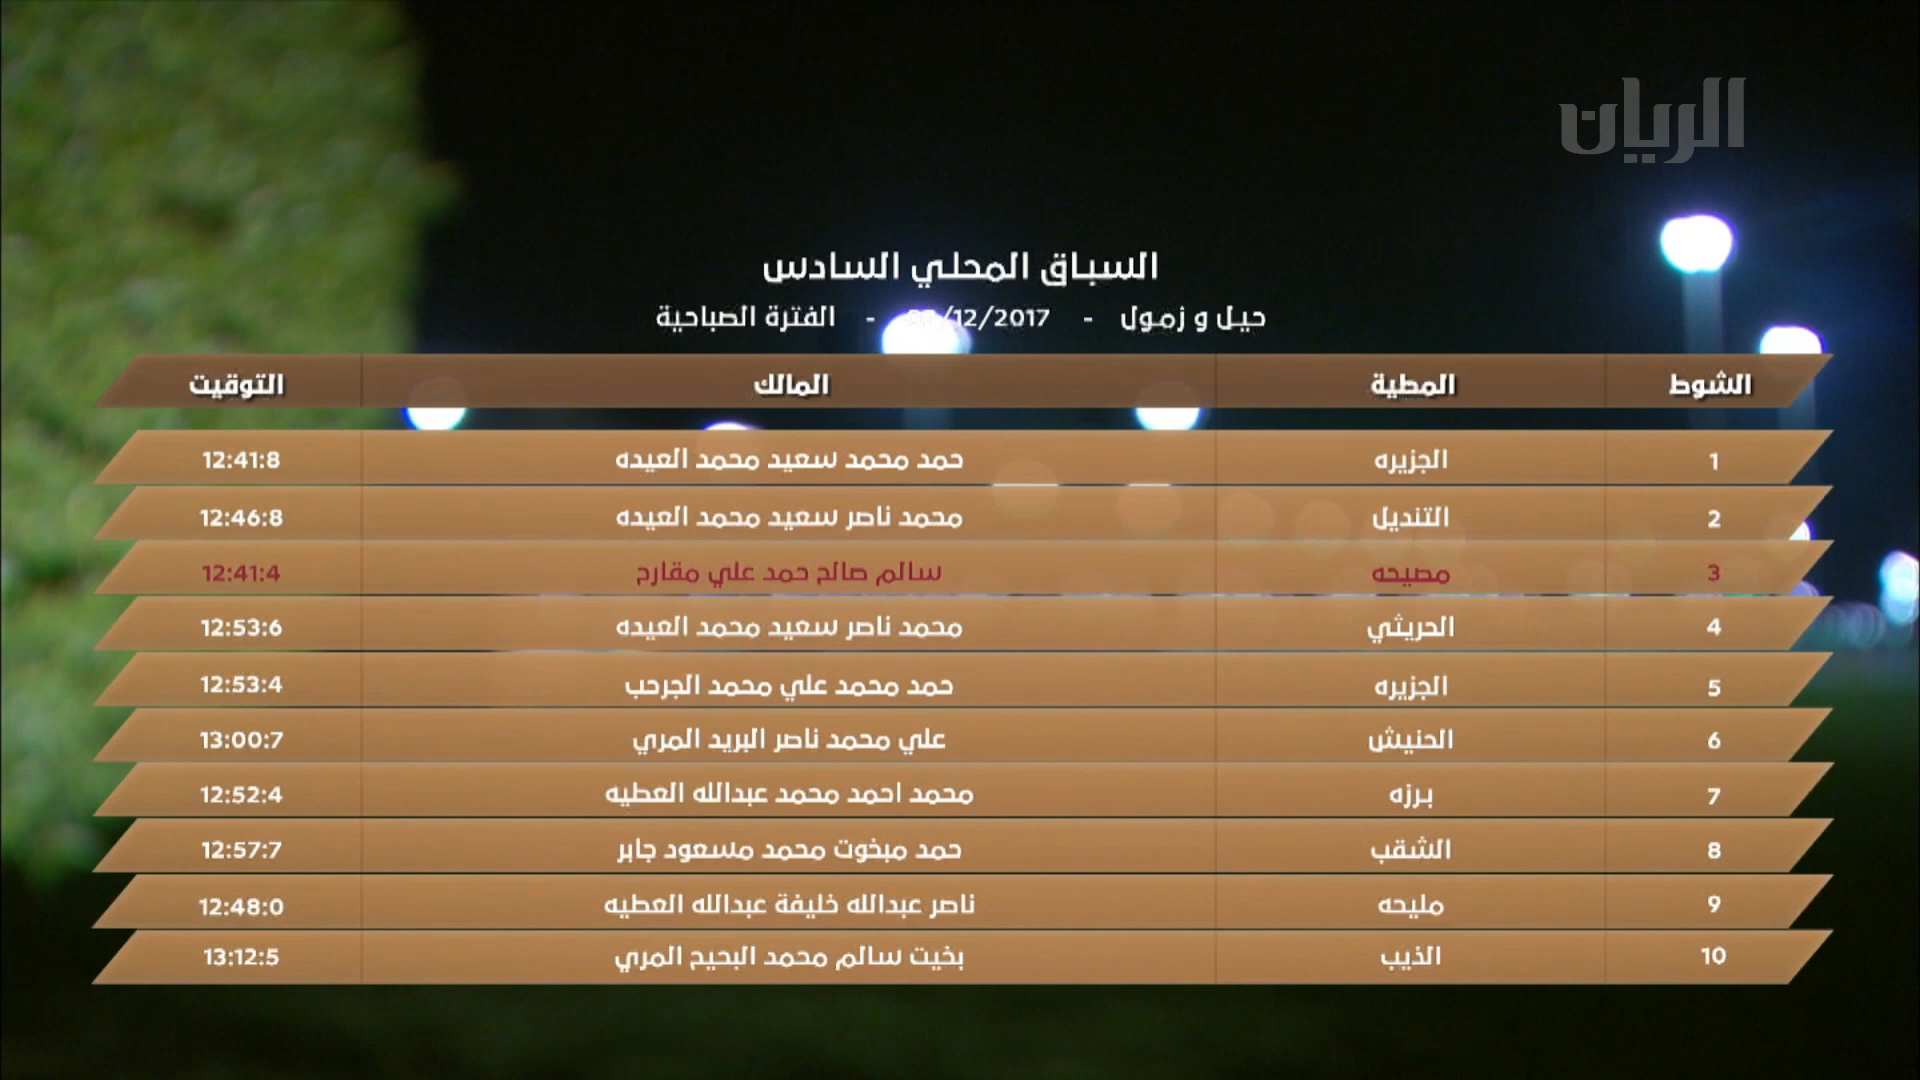 الريان
السباق المحلي السادس
حيل و زمول - /12/2017 - الفترة الصباحية
الشوط المطية المالك التوقيت
1 الجزيره حمد محمد سعيد محمد العيده 12:41:8
2 التنديل محمد ناصر سعيد محمد العيده 12:46:8
3 مصيحه سالم صالح حمد علي مقارح 12:41:4
4 الحريثي محمد ناصر سعيد محمد العيده 12:53:6
5 الجزيره حمد محمد علي محمد الجرحب 12:53:4
6 الحنيش علي محمد ناصر البريد المري 13:00:7
7 برزه محمد احمد محمد عبدالله العطيه 12:52:4
8 الشقب حمد مبخوت محمد مسعود جابر 12:57:7
9 مليحه ناصر عبدالله خليفة عبدالله العطيه 12:48:0
10 الذيب بخيت سالم محمد البحيح المري 13:12:5